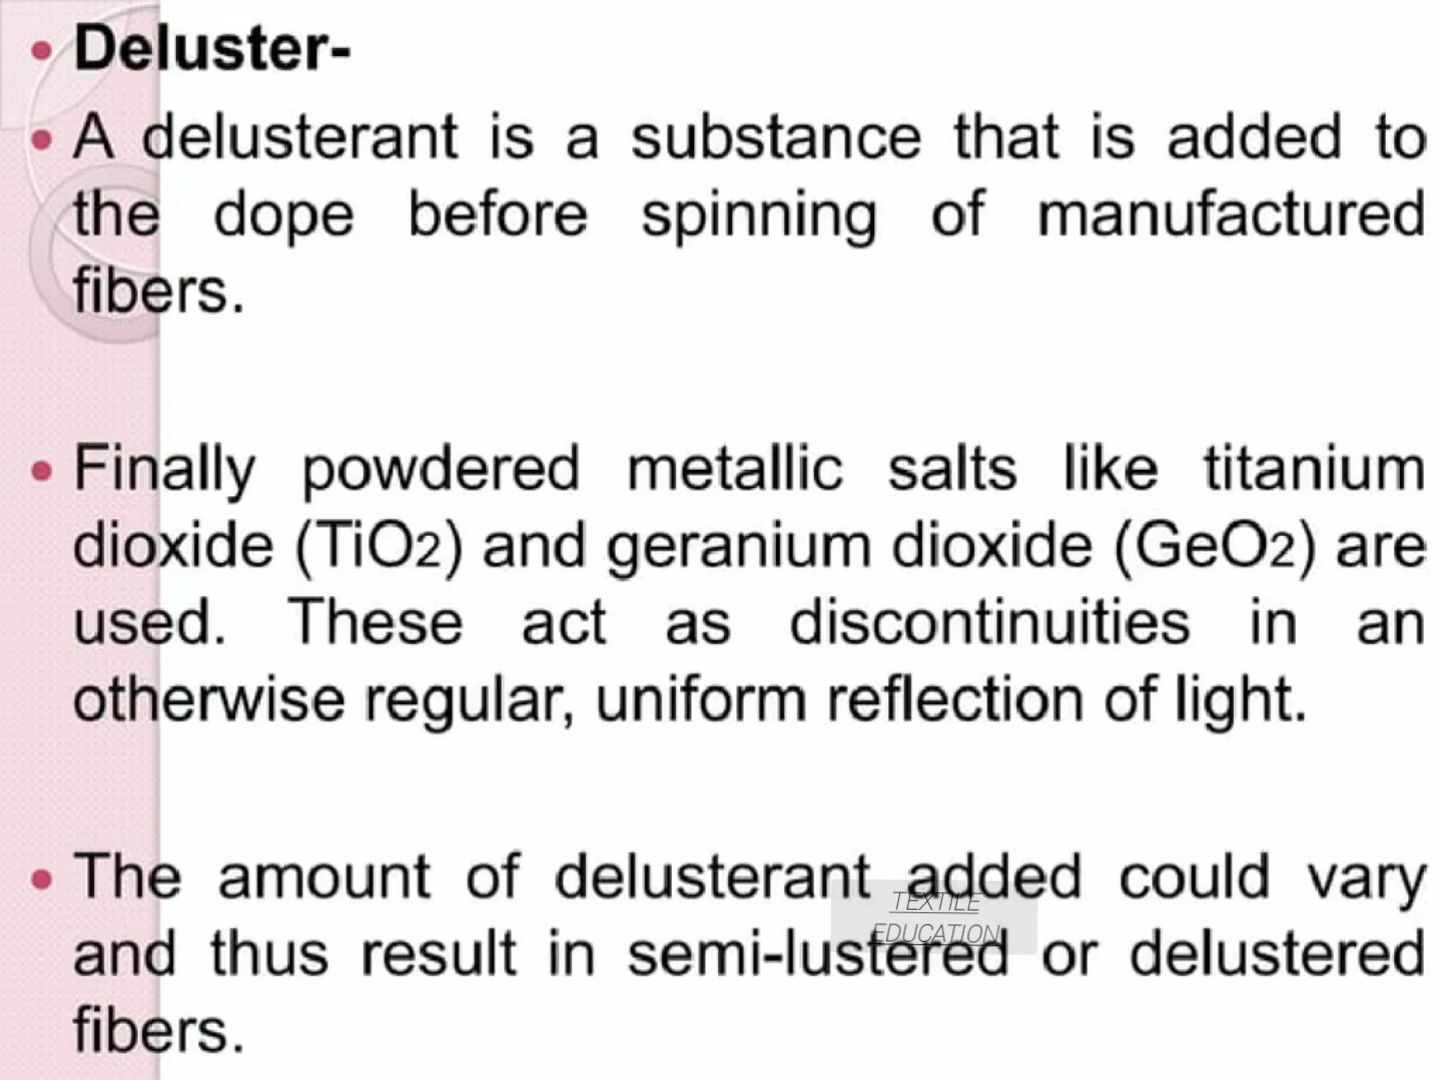 • Deluster-
• A delusterant is a substance that is added to
the dope before spinning of manufactured
fibers.
• Finally powdered metallic salts like titanium
dioxide (TiO2) and geranium dioxide (GeO2) are
used. These act as discontinuities in an
otherwise regular, uniform reflection of light.
• The amount of delusterant added could vary
TEXTILE
EDUCATION
and thus result in semi-lustered or delustered
fibers.